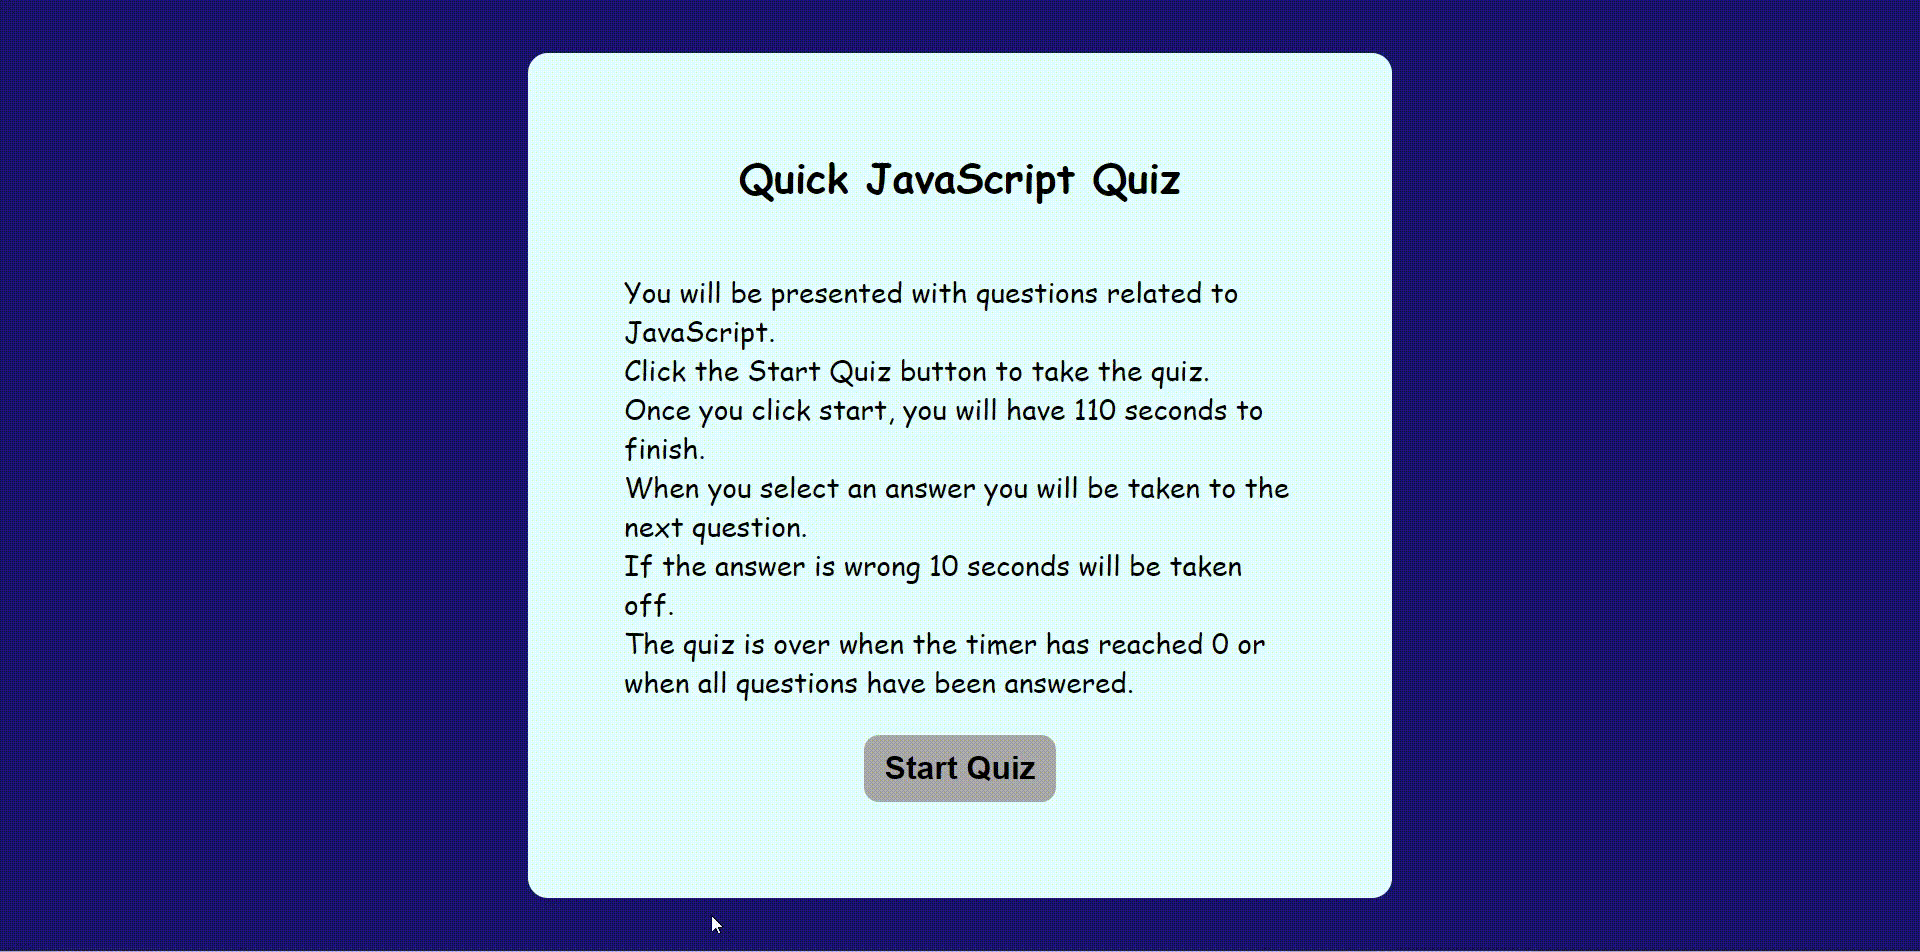 Quick JavaScript Quiz
You will be presented with questions related to
JavaScript.
Click the Start Quiz button to take the quiz.
Once you click start, you will have 110 seconds to
finish.
When you select an answer you will be taken to the
next question.
If the answer is wrong 10 seconds will be taken
off.
The quiz is over when the timer has reached 0 or
when all questions have been answered.
Start Quiz